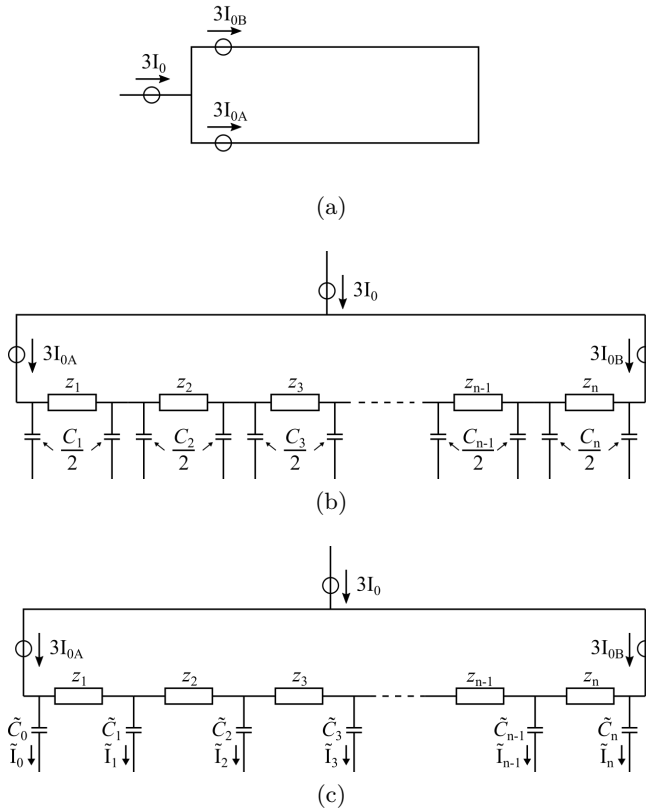 3I₀B
3I₀
3I₀A
(a)
3I₀
3I₀A
3I₀B
z₁ z₂ z₃ zₙ₋₁ zₙ
C₁/2 C₂/2 C₃/2 Cₙ₋₁/2 Cₙ/2
(b)
3I₀
3I₀A
3I₀B
z₁ z₂ z₃ zₙ₋₁ zₙ
C̃₀ C̃₁ C̃₂ C̃₃ C̃ₙ₋₁ C̃ₙ
Ĩ₀ Ĩ₁ Ĩ₂ Ĩ₃ Ĩₙ₋₁ Ĩₙ
(c)